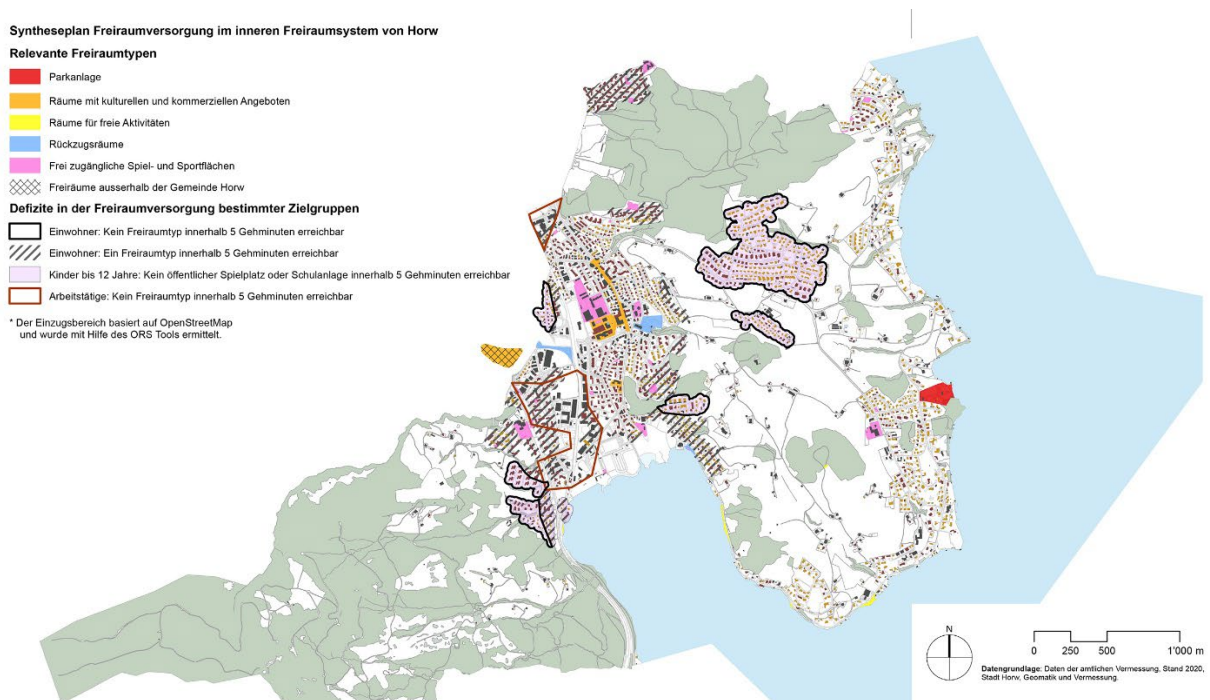 Syntheseplan Freiraumversorgung im inneren Freiraumsystem von Horw
Relevante Freiraumtypen
Parkanlage
Räume mit kulturellen und kommerziellen Angeboten
Räume für freie Aktivitäten
Rückzugsräume
Frei zugängliche Spiel- und Sportflächen
Freiräume ausserhalb der Gemeinde Horw
Defizite in der Freiraumversorgung bestimmter Zielgruppen
Einwohner: Kein Freiraumtyp innerhalb 5 Gehminuten erreichbar
Einwohner: Ein Freiraumtyp innerhalb 5 Gehminuten erreichbar
Kinder bis 12 Jahre: Kein öffentlicher Spielplatz oder Schulanlage innerhalb 5 Gehminuten erreichbar
Arbeitstätige: Kein Freiraumtyp innerhalb 5 Gehminuten erreichbar
* Der Einzugsbereich basiert auf OpenStreetMap
und wurde mit Hilfe des ORS Tools ermittelt.
N
0 250 500 1'000 m
Datengrundlage: Daten der amtlichen Vermessung, Stand 2020,
Stadt Horw, Geomatik und Vermessung.